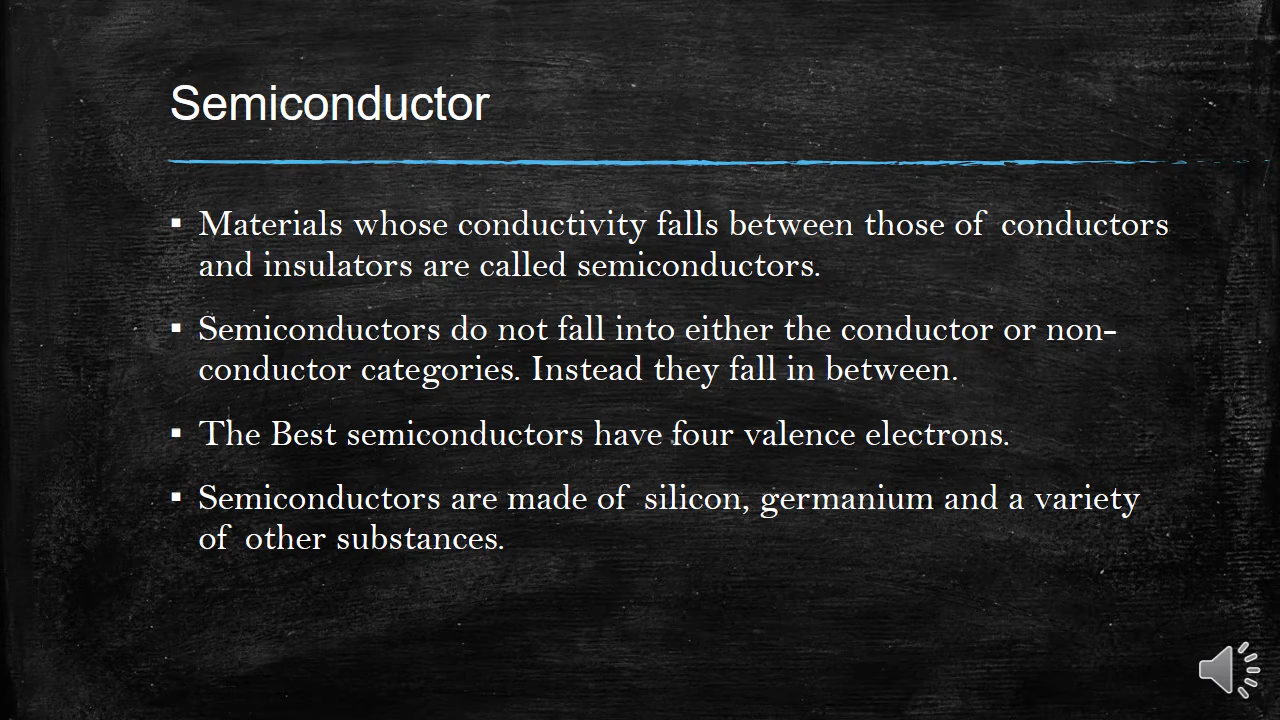 Semiconductor
▪ Materials whose conductivity falls between those of conductors
and insulators are called semiconductors.
▪ Semiconductors do not fall into either the conductor or non-
conductor categories. Instead they fall in between.
▪ The Best semiconductors have four valence electrons.
▪ Semiconductors are made of silicon, germanium and a variety
of other substances.